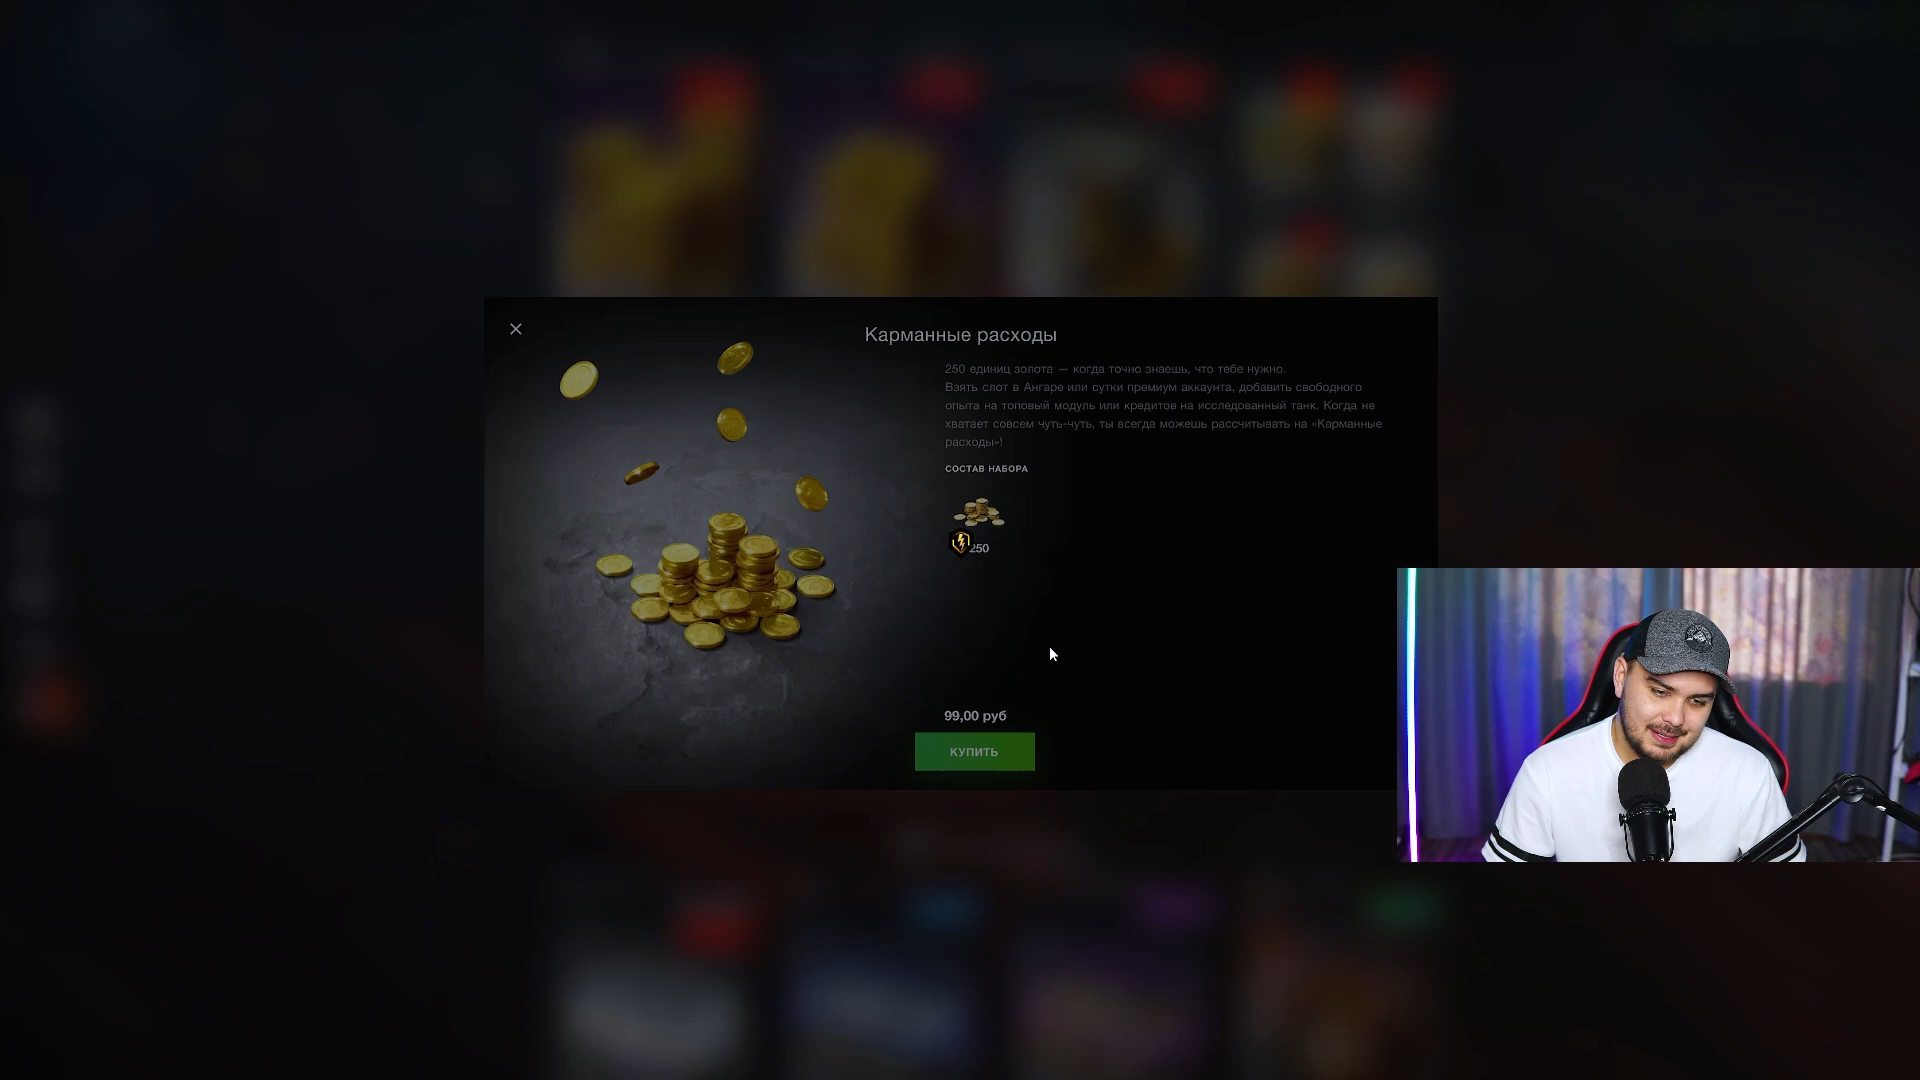 Карманные расходы
250 единиц золота — когда точно знаешь, что тебе нужно.
Взять слот в Ангаре или сутки премиум аккаунта, добавить свободного
опыта на топовый модуль или кредитов на исследованный танк. Когда не
хватает совсем чуть-чуть, ты всегда можешь рассчитывать на «Карманные
расходы»!
СОСТАВ НАБОРА
250
99,00 руб
КУПИТЬ